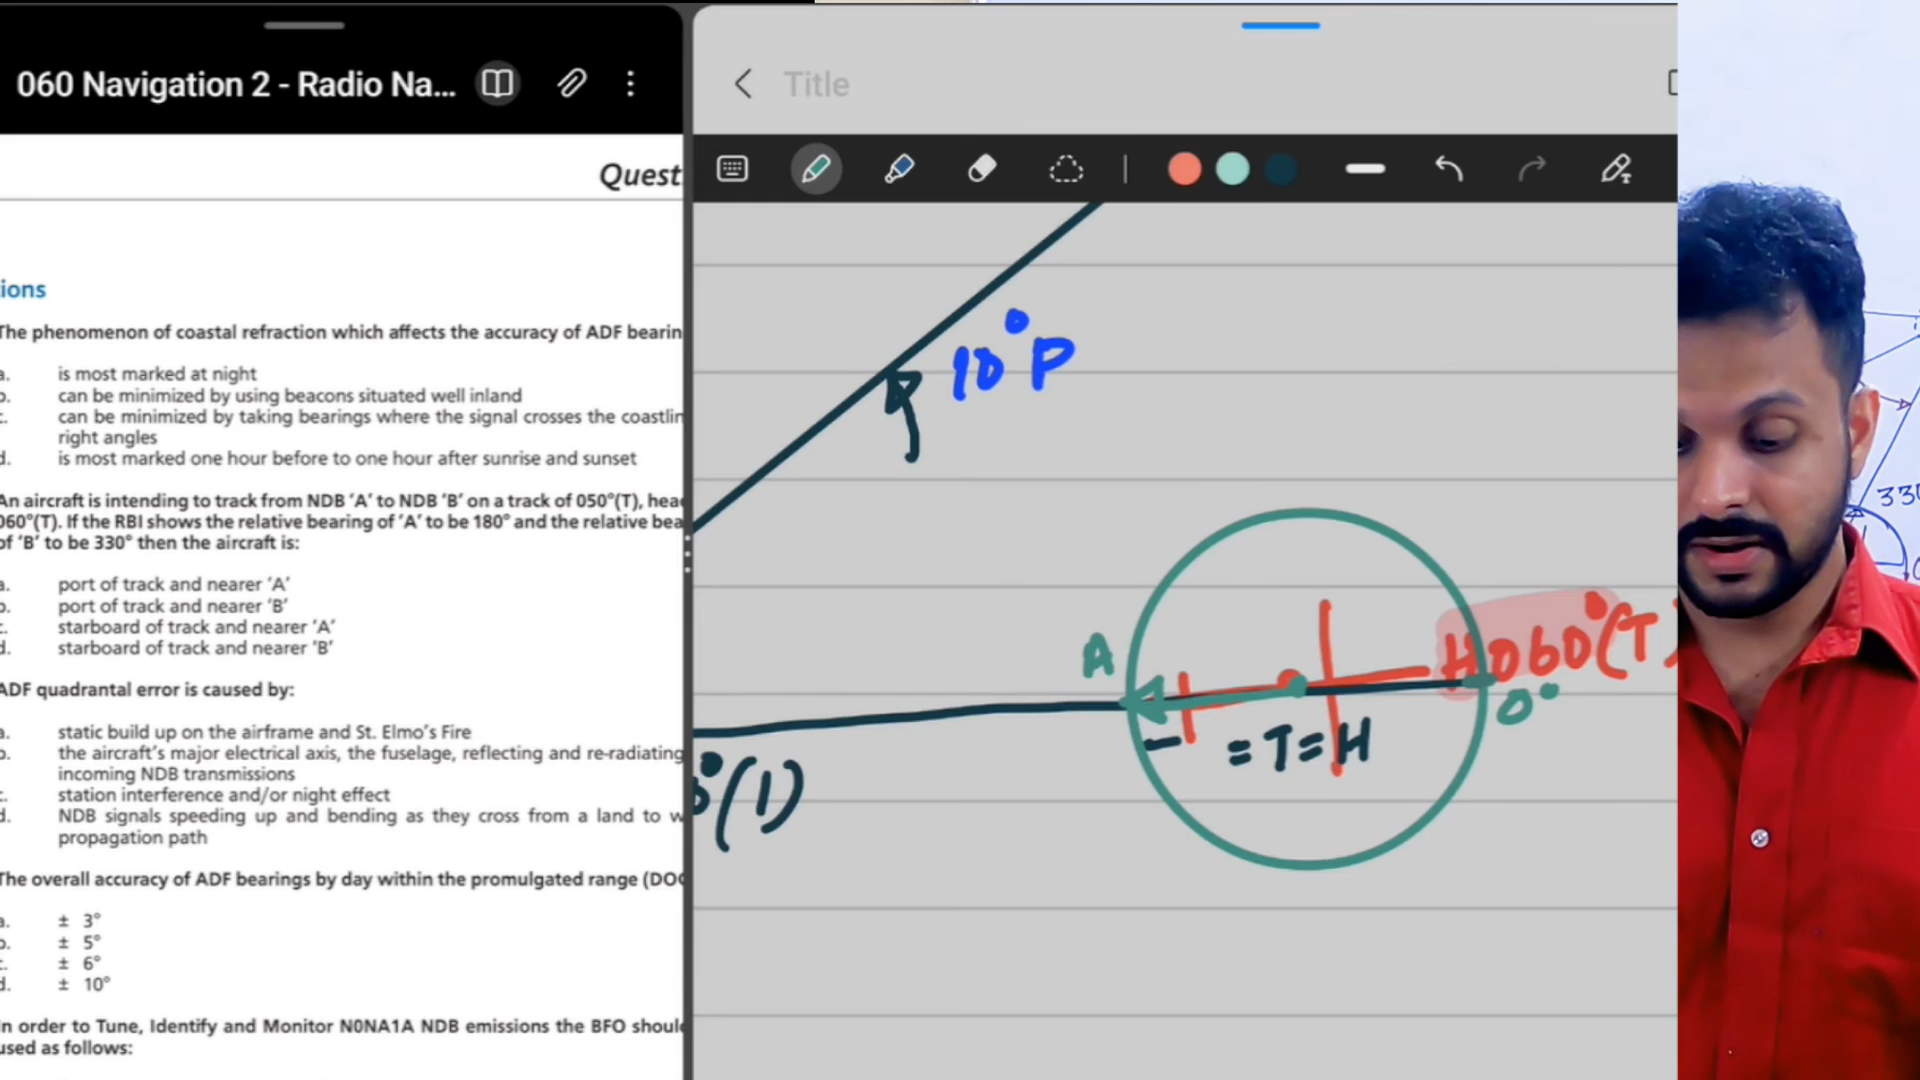 060 Navigation 2 - Radio Na...
Title
Quest
ions
The phenomenon of coastal refraction which affects the accuracy of ADF bearin
a. is most marked at night
b. can be minimized by using beacons situated well inland
c. can be minimized by taking bearings where the signal crosses the coastlin
right angles
d. is most marked one hour before to one hour after sunrise and sunset
An aircraft is intending to track from NDB ‘A’ to NDB ‘B’ on a track of 050°(T), head
060°(T). If the RBI shows the relative bearing of ‘A’ to be 180° and the relative bea
of ‘B’ to be 330° then the aircraft is:
a. port of track and nearer ‘A’
b. port of track and nearer ‘B’
c. starboard of track and nearer ‘A’
d. starboard of track and nearer ‘B’
ADF quadrantal error is caused by:
a. static build up on the airframe and St. Elmo’s Fire
b. the aircraft’s major electrical axis, the fuselage, reflecting and re-radiating
incoming NDB transmissions
c. station interference and/or night effect
d. NDB signals speeding up and bending as they cross from a land to w
propagation path
The overall accuracy of ADF bearings by day within the promulgated range (DOC
a. ± 3°
b. ± 5°
c. ± 6°
d. ± 10°
In order to Tune, Identify and Monitor N0NA1A NDB emissions the BFO shoul
used as follows:
10°P
A
H060°(T)
0°
= T = H
330